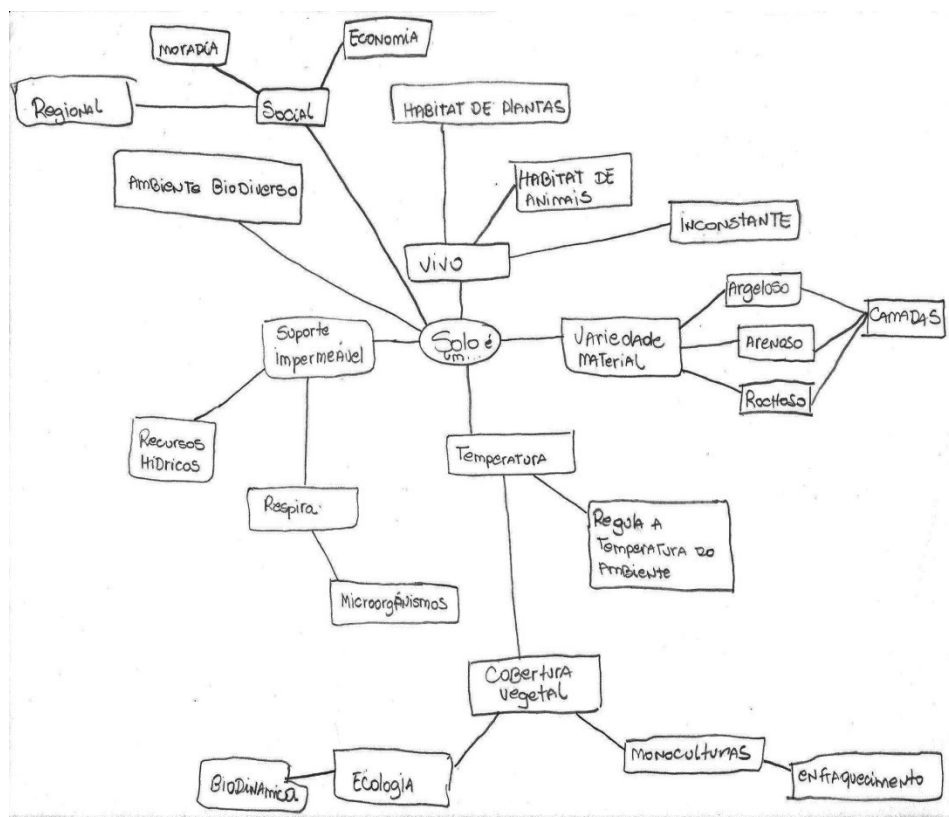 MORADIA
ECONOMIA
REGIONAL
SOCIAL
HABITAT DE PLANTAS
AMBIENTE BIODIVERSO
HABITAT DE
ANIMAIS
INCONSTANTE
VIVO
Argeloso
CAMADAS
Suporte
impermeÁvel
Solo é
um...
VARIEDADE
MATERIAL
ARENOSO
ROCHOSO
Recursos
HíDricos
Temperatura
Respira
Regula a
Temperatura do
Ambiente
Microorgânismos
Cobertura
vegetal
MONOCULTURAS
BIODINÂMICA
Ecologia
enfraquecimento